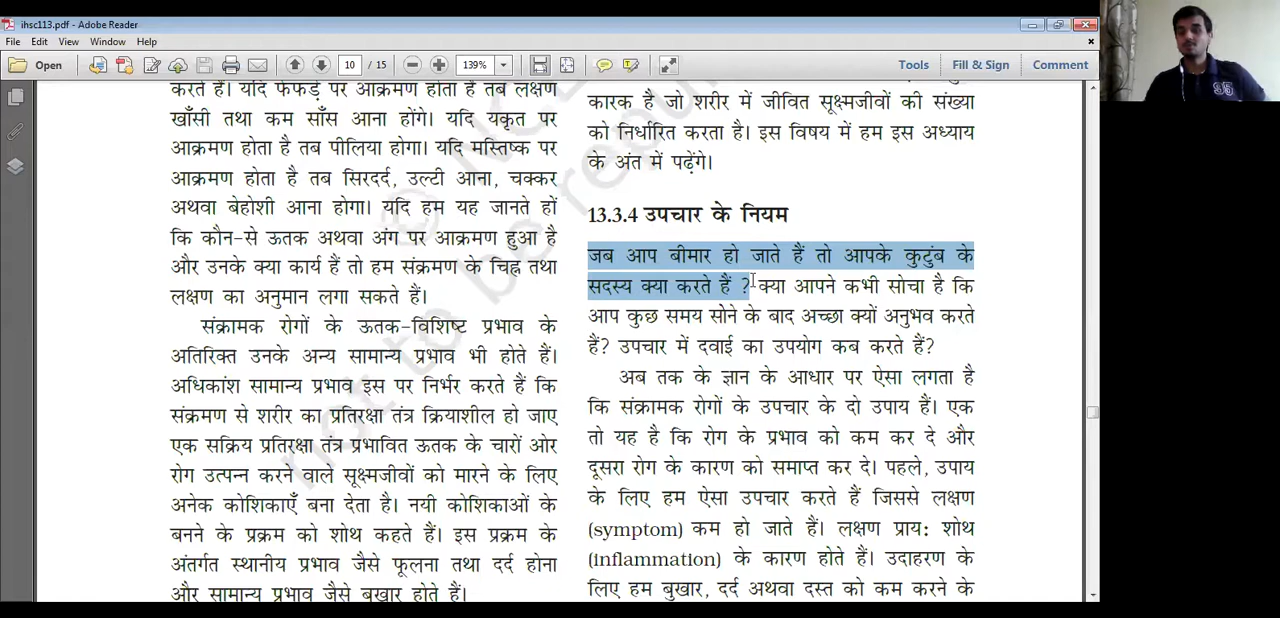 ihsc113.pdf - Adobe Reader
File Edit View Window Help
Open 10 / 15 139% Tools Fill & Sign Comment
करते हैं। यदि फेफड़े पर आक्रमण होता है तब लक्षण
खाँसी तथा कम साँस आना होंगे। यदि यकृत पर
आक्रमण होता है तब पीलिया होगा। यदि मस्तिष्क पर
आक्रमण होता है तब सिरदर्द, उल्टी आना, चक्कर
अथवा बेहोशी आना होगा। यदि हम यह जानते हों
कि कौन-से ऊतक अथवा अंग पर आक्रमण हुआ है
और उनके क्या कार्य हैं तो हम संक्रमण के चिह्न तथा
लक्षण का अनुमान लगा सकते हैं।
संक्रामक रोगों के ऊतक-विशिष्ट प्रभाव के
अतिरिक्त उनके अन्य सामान्य प्रभाव भी होते हैं।
अधिकांश सामान्य प्रभाव इस पर निर्भर करते हैं कि
संक्रमण से शरीर का प्रतिरक्षा तंत्र क्रियाशील हो जाए
एक सक्रिय प्रतिरक्षा तंत्र प्रभावित ऊतक के चारों ओर
रोग उत्पन्न करने वाले सूक्ष्मजीवों को मारने के लिए
अनेक कोशिकाएँ बना देता है। नयी कोशिकाओं के
बनने के प्रक्रम को शोथ कहते हैं। इस प्रक्रम के
अंतर्गत स्थानीय प्रभाव जैसे फूलना तथा दर्द होना
और सामान्य प्रभाव जैसे बुखार होते हैं।
कारक है जो शरीर में जीवित सूक्ष्मजीवों की संख्या
को निर्धारित करता है। इस विषय में हम इस अध्याय
के अंत में पढ़ेंगे।
13.3.4 उपचार के नियम
जब आप बीमार हो जाते हैं तो आपके कुटुंब के
सदस्य क्या करते हैं ? क्या आपने कभी सोचा है कि
आप कुछ समय सोने के बाद अच्छा क्यों अनुभव करते
हैं? उपचार में दवाई का उपयोग कब करते हैं?
अब तक के ज्ञान के आधार पर ऐसा लगता है
कि संक्रामक रोगों के उपचार के दो उपाय हैं। एक
तो यह है कि रोग के प्रभाव को कम कर दे और
दूसरा रोग के कारण को समाप्त कर दे। पहले, उपाय
के लिए हम ऐसा उपचार करते हैं जिससे लक्षण
(symptom) कम हो जाते हैं। लक्षण प्राय: शोथ
(inflammation) के कारण होते हैं। उदाहरण के
लिए हम बुखार, दर्द अथवा दस्त को कम करने के
not to be repu